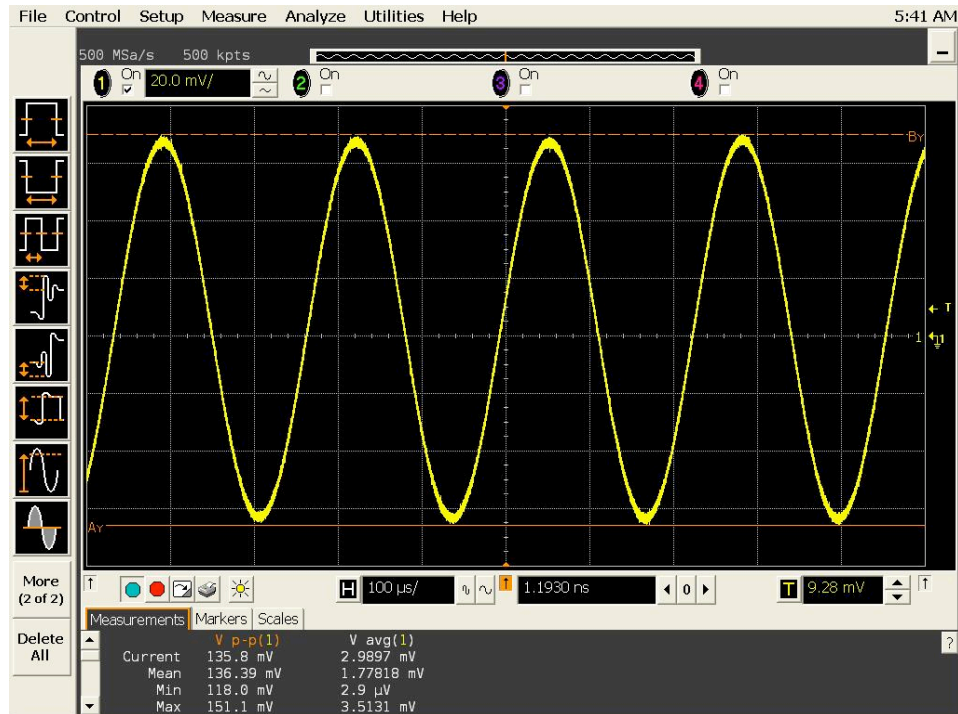 File Control Setup Measure Analyze Utilities Help 5:41 AM
500 MSa/s 500 kpts
1 On 20.0 mV/ 2 On 3 On 4 On
By
T
1
Ay
More
(2 of 2)
Delete
All
H 100 µs/ 1.1930 ns 0 T 9.28 mV
Measurements Markers Scales
V p-p(1) V avg(1)
Current 135.8 mV 2.9897 mV
Mean 136.39 mV 1.77818 mV
Min 118.0 mV 2.9 µV
Max 151.1 mV 3.5131 mV
?